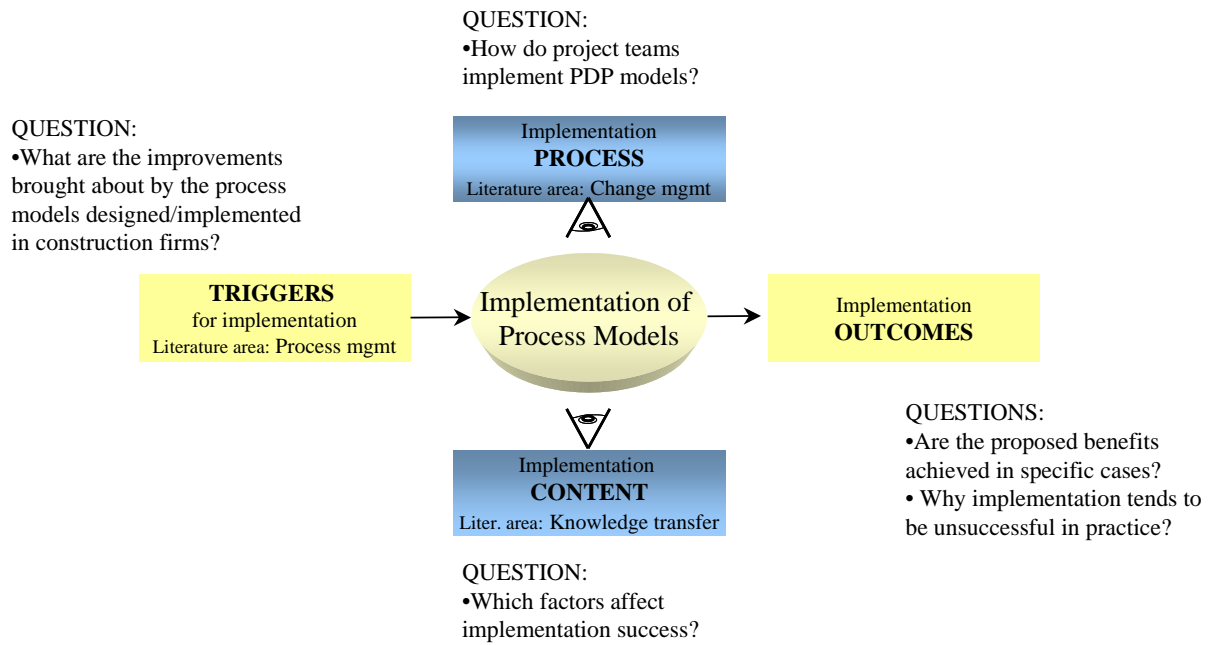 QUESTION:
•How do project teams
implement PDP models?
QUESTION:
•What are the improvements
brought about by the process
models designed/implemented
in construction firms?
Implementation
PROCESS
Literature area: Change mgmt
TRIGGERS
for implementation
Literature area: Process mgmt
Implementation of
Process Models
Implementation
OUTCOMES
Implementation
CONTENT
Liter. area: Knowledge transfer
QUESTIONS:
•Are the proposed benefits
achieved in specific cases?
• Why implementation tends to
be unsuccessful in practice?
QUESTION:
•Which factors affect
implementation success?